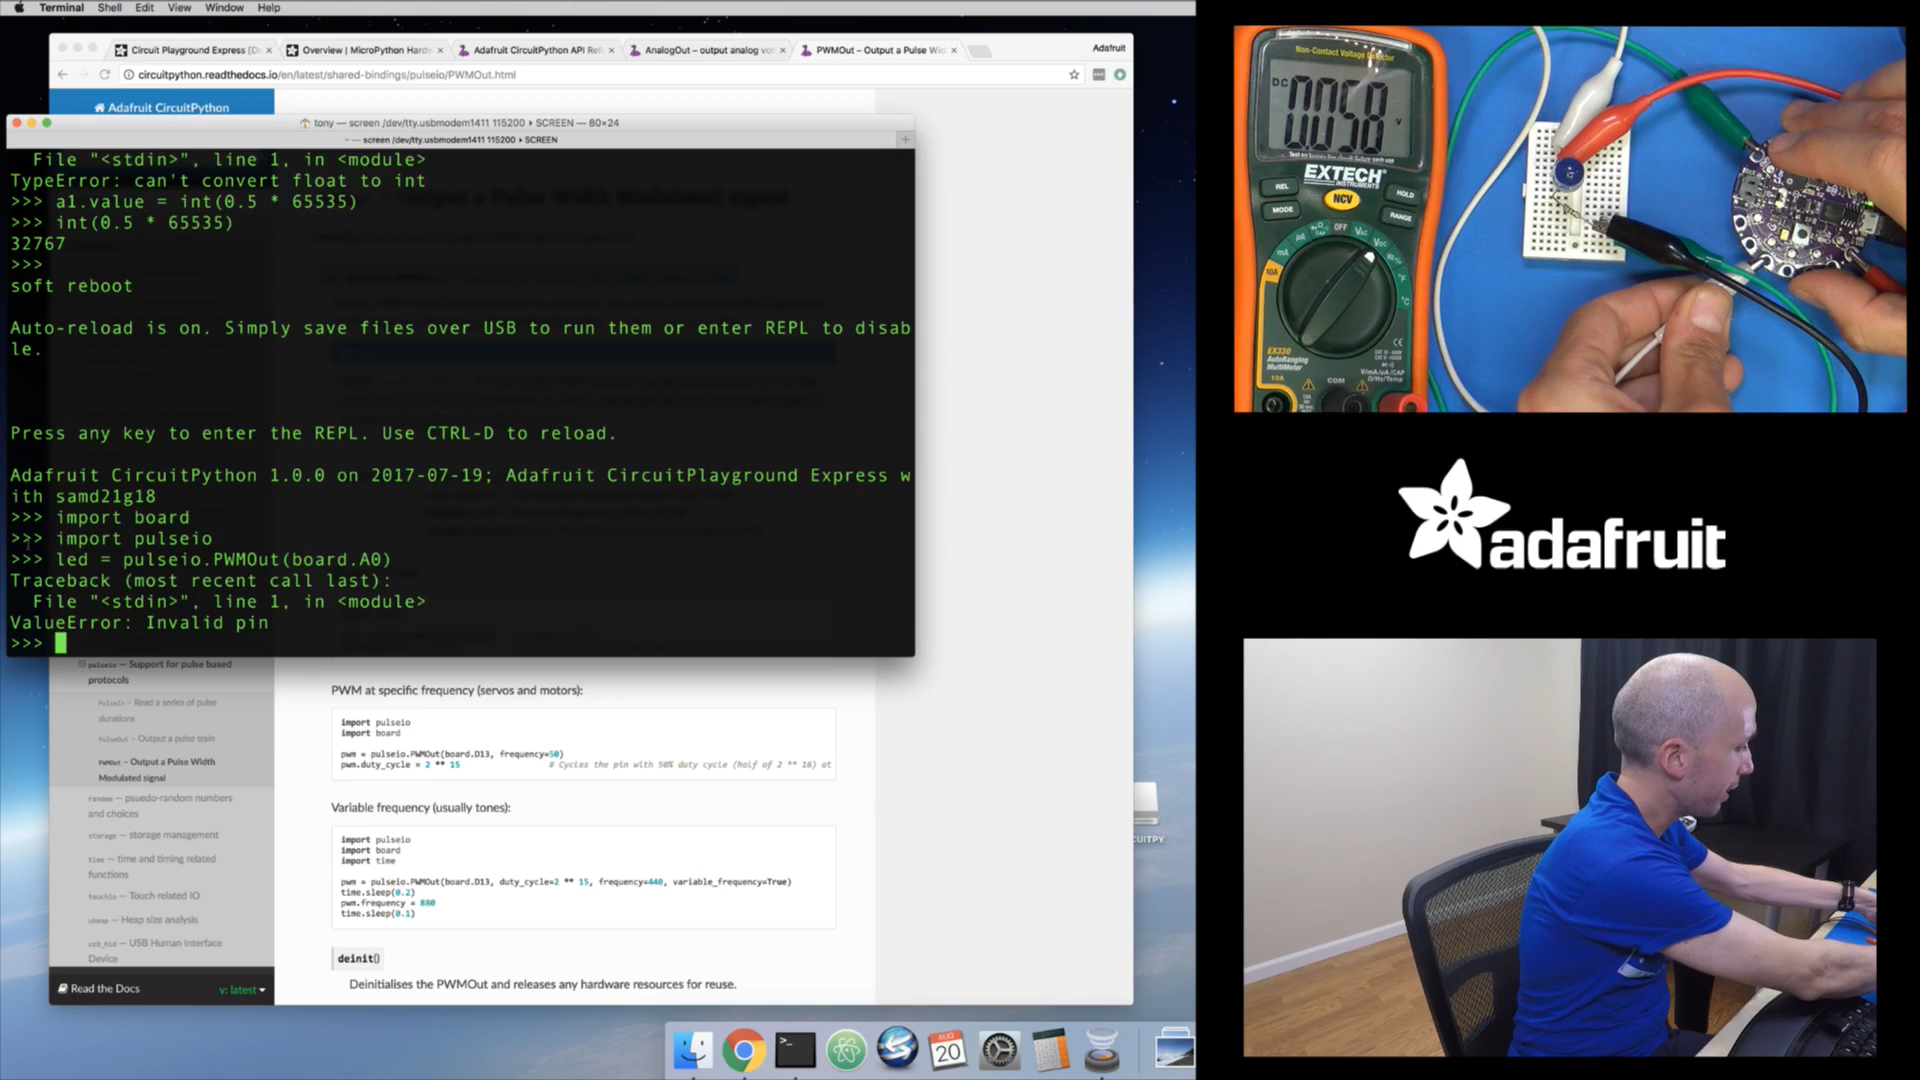 Terminal Shell Edit View Window Help
Circuit Playground Express [D
Overview | MicroPython Hardw
Adafruit CircuitPython API Refe
AnalogOut – output analog vol
PWMOut – Output a Pulse Wid
Adafruit
circuitpython.readthedocs.io/en/latest/shared-bindings/pulseio/PWMOut.html
Adafruit CircuitPython
tony — screen /dev/tty.usbmodem1411 115200 ▸ SCREEN — 80×24
~ — screen /dev/tty.usbmodem1411 115200 ▸ SCREEN
File "<stdin>", line 1, in <module>
TypeError: can't convert float to int
>>> a1.value = int(0.5 * 65535)
>>> int(0.5 * 65535)
32767
>>>
soft reboot
Auto-reload is on. Simply save files over USB to run them or enter REPL to disab
le.
Press any key to enter the REPL. Use CTRL-D to reload.
Adafruit CircuitPython 1.0.0 on 2017-07-19; Adafruit CircuitPlayground Express w
ith samd21g18
>>> import board
>>> import pulseio
>>> led = pulseio.PWMOut(board.A0)
Traceback (most recent call last):
File "<stdin>", line 1, in <module>
ValueError: Invalid pin
>>>
pulseio — Support for pulse based
protocols
PulseIn – Read a series of pulse
durations
PulseOut – Output a pulse train
PWMOut – Output a Pulse Width
Modulated signal
random — psuedo-random numbers
and choices
storage — storage management
time — time and timing related
functions
touchio — Touch related IO
uheap — Heap size analysis
usb_hid — USB Human Interface
Device
Read the Docs
v: latest
PWM at specific frequency (servos and motors):
import pulseio
import board
pwm = pulseio.PWMOut(board.D13, frequency=50)
pwm.duty_cycle = 2 ** 15 # Cycles the pin with 50% duty cycle (half of 2 ** 16) at
Variable frequency (usually tones):
import pulseio
import board
import time
pwm = pulseio.PWMOut(board.D13, duty_cycle=2 ** 15, frequency=440, variable_frequency=True)
time.sleep(0.2)
pwm.frequency = 880
time.sleep(0.1)
deinit()
Deinitialises the PWMOut and releases any hardware resources for reuse.
CUITPY
AUG
20
Non-Contact Voltage Detector
DC
00.58
V
EXTECH
INSTRUMENTS
REL
HOLD
NCV
MODE
RANGE
OFF
mA
10A
CE
EX330
AutoRanging
MultiMeter
10A
COM
adafruit